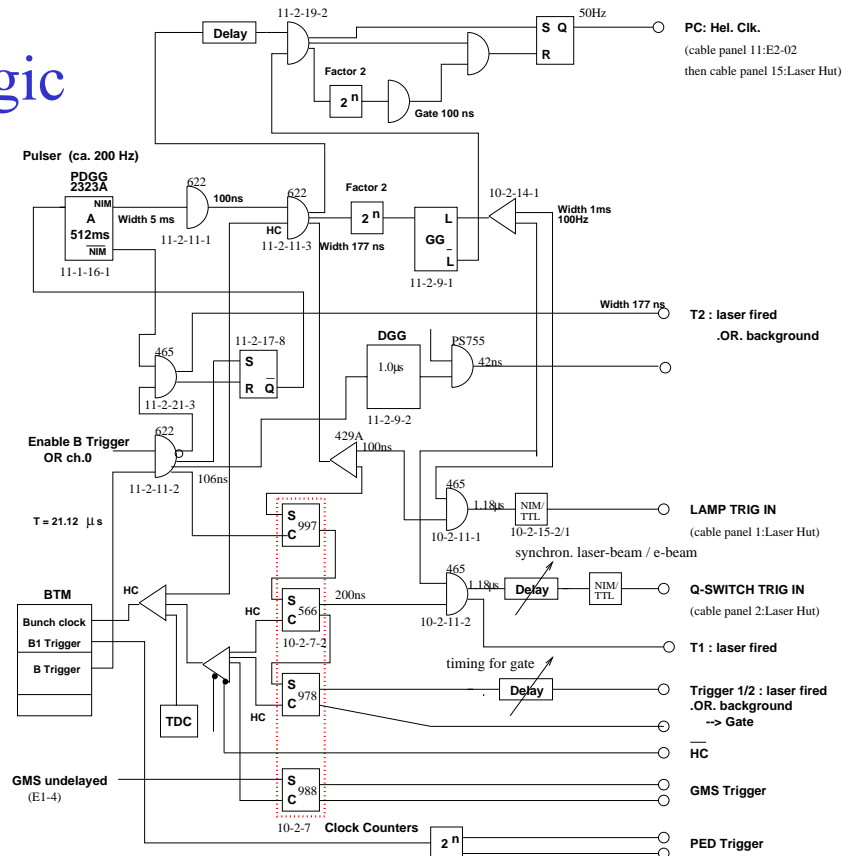 gic
11-2-19-2
Delay
S Q
R
50Hz
PC: Hel. Clk.
(cable panel 11:E2-02
then cable panel 15:Laser Hut)
Factor 2
2 n
Gate 100 ns
Pulser (ca. 200 Hz)
PDGG
2323A
NIM
A
512ms
NIM
Width 5 ms
11-1-16-1
622
100ns
11-2-11-1
622
HC
11-2-11-3
Width 177 ns
Factor 2
2 n
L
GG
L
11-2-9-1
10-2-14-1
Width 1ms
100Hz
Width 177 ns
T2 : laser fired
.OR. background
465
11-2-21-3
11-2-17-8
S
R Q
DGG
1.0µs
11-2-9-2
PS755
42ns
Enable B Trigger
OR ch.0
622
11-2-11-2
106ns
429A
100ns
T = 21.12 µ s
S
C
997
465
1.18µs
10-2-11-1
NIM/
TTL
10-2-15-2/1
LAMP TRIG IN
(cable panel 1:Laser Hut)
synchron. laser-beam / e-beam
BTM
Bunch clock
B1 Trigger
B Trigger
HC
HC
S
C
566
200ns
10-2-7-2
465
1.18µs
10-2-11-2
Delay
NIM/
TTL
Q-SWITCH TRIG IN
(cable panel 2:Laser Hut)
T1 : laser fired
timing for gate
TDC
HC
S
C
978
Delay
Trigger 1/2 : laser fired
.OR. background
--> Gate
HC
GMS undelayed
(E1-4)
S
C
988
GMS Trigger
10-2-7
Clock Counters
2 n
PED Trigger